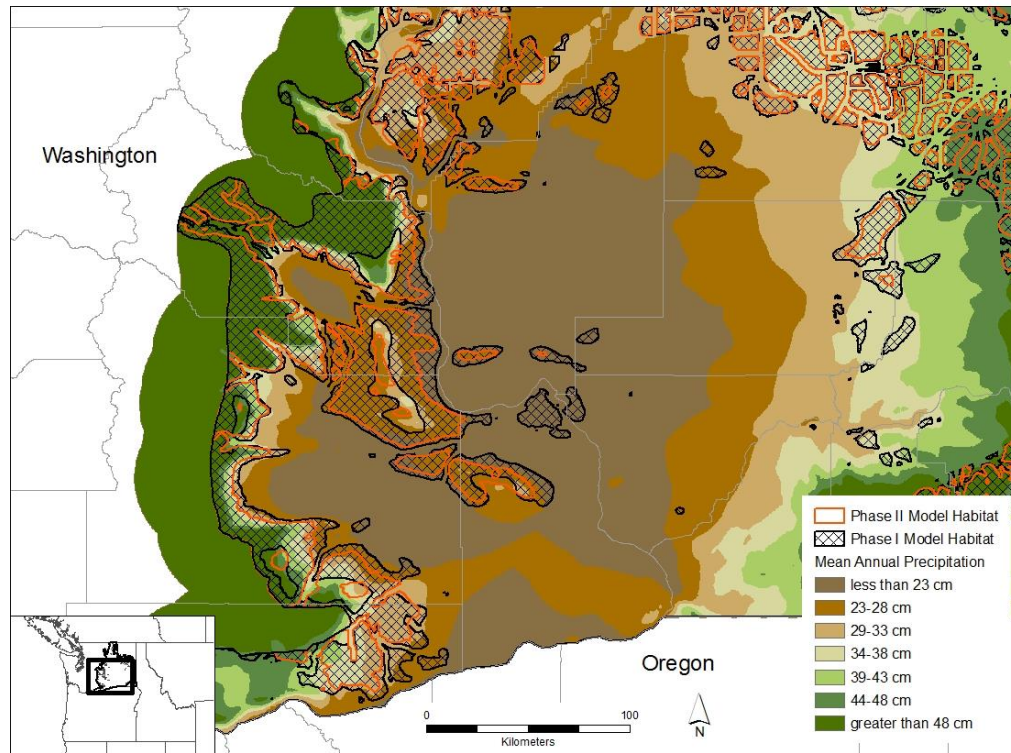 Washington
Phase II Model Habitat
Phase I Model Habitat
Mean Annual Precipitation
less than 23 cm
23-28 cm
29-33 cm
34-38 cm
39-43 cm
44-48 cm
greater than 48 cm
Oregon
N
0 100
Kilometers